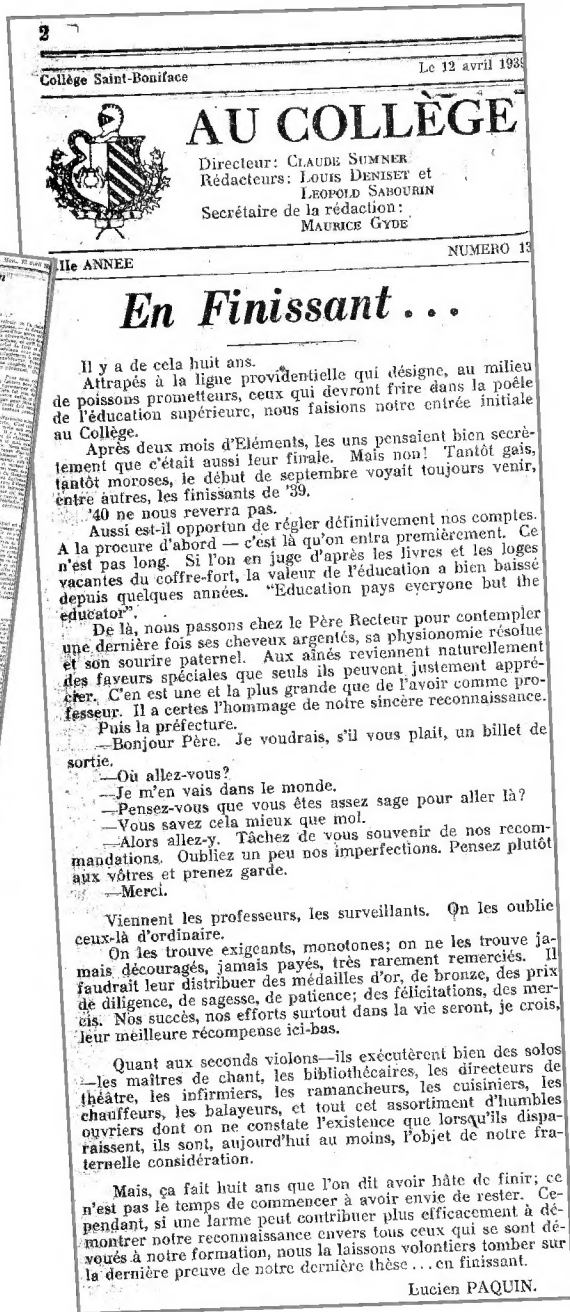 2
Collège Saint-Boniface
Le 12 avril 1939
AU COLLÈGE
Directeur: CLAUDE SUMNER
Rédacteurs: LOUIS DENISET et
LEOPOLD SABOURIN
Secrétaire de la rédaction:
MAURICE GYDE
IIe ANNEE
NUMERO 13
En Finissant...
Il y a de cela huit ans.
Attrapés à la ligne providentielle qui désigne, au milieu
de poissons prometteurs, ceux qui devront frire dans la poêle
de l'éducation supérieure, nous faisions notre entrée initiale
au Collège.
Après deux mois d'Eléments, les uns pensaient bien secrè-
tement que c'était aussi leur finale. Mais non! Tantôt gais,
tantôt moroses, le début de septembre voyait toujours venir,
entre autres, les finissants de '39.
'40 ne nous reverra pas.
Aussi est-il opportun de régler définitivement nos comptes.
A la procure d'abord — c'est là qu'on entra premièrement. Ce
n'est pas long. Si l'on en juge d'après les livres et les loges
vacantes du coffre-fort, la valeur de l'éducation a bien baissé
depuis quelques années. "Education pays everyone but the
educator".
De là, nous passons chez le Père Recteur pour contempler
une dernière fois ses cheveux argentés, sa physionomie résolue
et son sourire paternel. Aux aînés reviennent naturellement
des faveurs spéciales que seuls ils peuvent justement appré-
cier. C'en est une et la plus grande que de l'avoir comme pro-
fesseur. Il a certes l'hommage de notre sincère reconnaissance.
Puis la préfecture.
—Bonjour Père. Je voudrais, s'il vous plait, un billet de
sortie.
—Où allez-vous?
—Je m'en vais dans le monde.
—Pensez-vous que vous êtes assez sage pour aller là?
—Vous savez cela mieux que moi.
—Alors allez-y. Tâchez de vous souvenir de nos recom-
mandations. Oubliez un peu nos imperfections. Pensez plutôt
aux vôtres et prenez garde.
—Merci.
Viennent les professeurs, les surveillants. On les oublie
ceux-là d'ordinaire.
On les trouve exigeants, monotones; on ne les trouve ja-
mais découragés, jamais payés, très rarement remerciés. Il
faudrait leur distribuer des médailles d'or, de bronze, des prix
de diligence, de sagesse, de patience; des félicitations, des mer-
cis. Nos succès, nos efforts surtout dans la vie seront, je crois,
leur meilleure récompense ici-bas.
Quant aux seconds violons—ils exécutèrent bien des solos
—les maîtres de chant, les bibliothécaires, les directeurs de
théâtre, les infirmiers, les ramancheurs, les cuisiniers, les
chauffeurs, les balayeurs, et tout cet assortiment d'humbles
ouvriers dont on ne constate l'existence que lorsqu'ils dispa-
raissent, ils sont, aujourd'hui au moins, l'objet de notre fra-
ternelle considération.
Mais, ça fait huit ans que l'on dit avoir hâte de finir; ce
n'est pas le temps de commencer à avoir envie de rester. Ce-
pendant, si une larme peut contribuer plus efficacement à dé-
montrer notre reconnaissance envers tous ceux qui se sont dé-
voués à notre formation, nous la laissons volontiers tomber sur
la dernière preuve de notre dernière thèse ... en finissant.
Lucien PAQUIN.